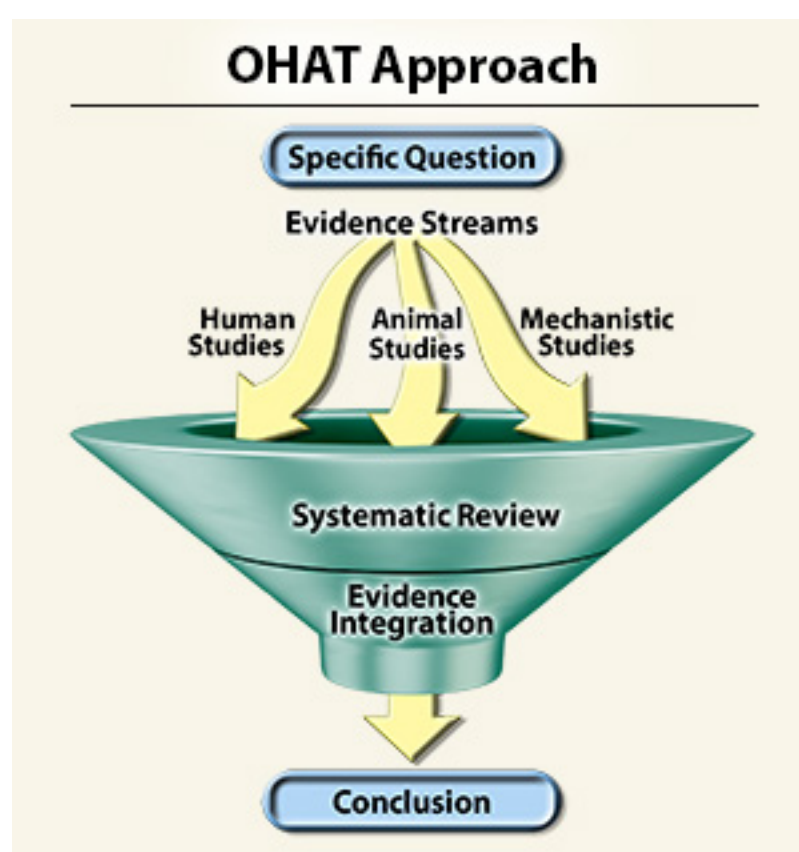 OHAT Approach
Specific Question
Evidence Streams
Human
Studies
Animal
Studies
Mechanistic
Studies
Systematic Review
Evidence
Integration
Conclusion